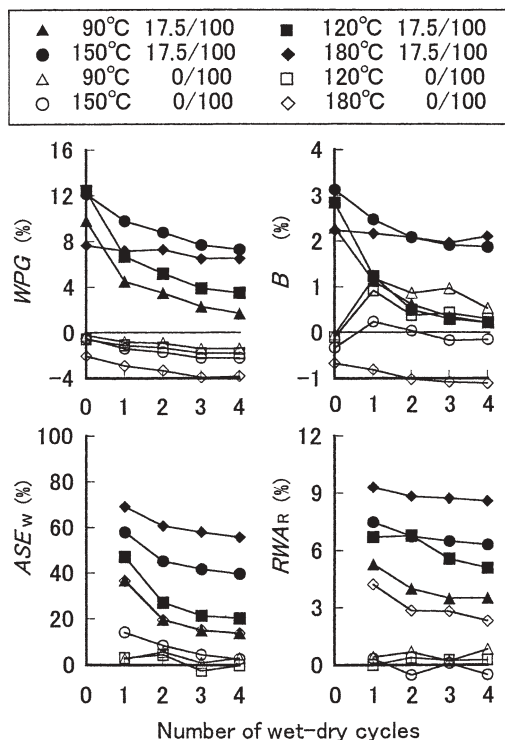 ▲ 90°C 17.5/100 ■ 120°C 17.5/100
● 150°C 17.5/100 ◆ 180°C 17.5/100
△ 90°C 0/100 □ 120°C 0/100
○ 150°C 0/100 ◇ 180°C 0/100
16
12
8
4
0
−4
WPG (%)
0 1 2 3 4
4
3
2
1
0
−1
B (%)
0 1 2 3 4
100
80
60
40
20
0
ASE W (%)
0 1 2 3 4
12
9
6
3
0
RWA R (%)
0 1 2 3 4
Number of wet-dry cycles